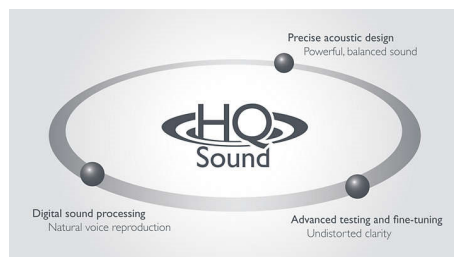 Precise acoustic design
Powerful, balanced sound
HQ
Sound
Digital sound processing
Natural voice reproduction
Advanced testing and fine-tuning
Undistorted clarity